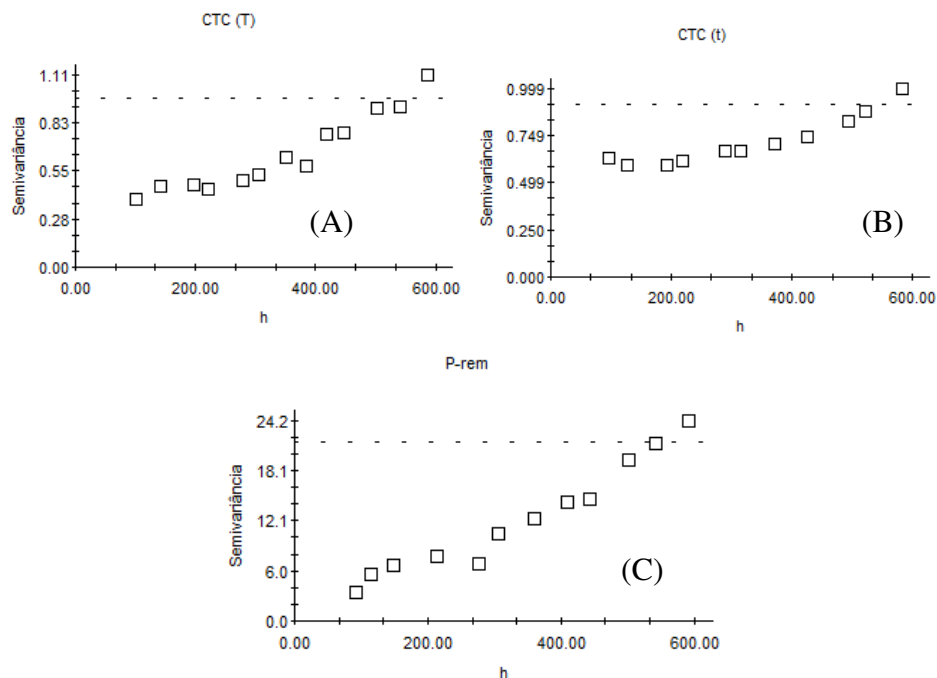 CTC (T)
1.11
0.83
0.55
0.28
0.00
Semivariância
0.00 200.00 400.00 600.00
h
(A)
CTC (t)
0.999
0.749
0.499
0.250
0.000
Semivariância
0.00 200.00 400.00 600.00
h
(B)
P-rem
24.2
18.1
12.1
6.0
0.0
Semivariância
0.00 200.00 400.00 600.00
h
(C)